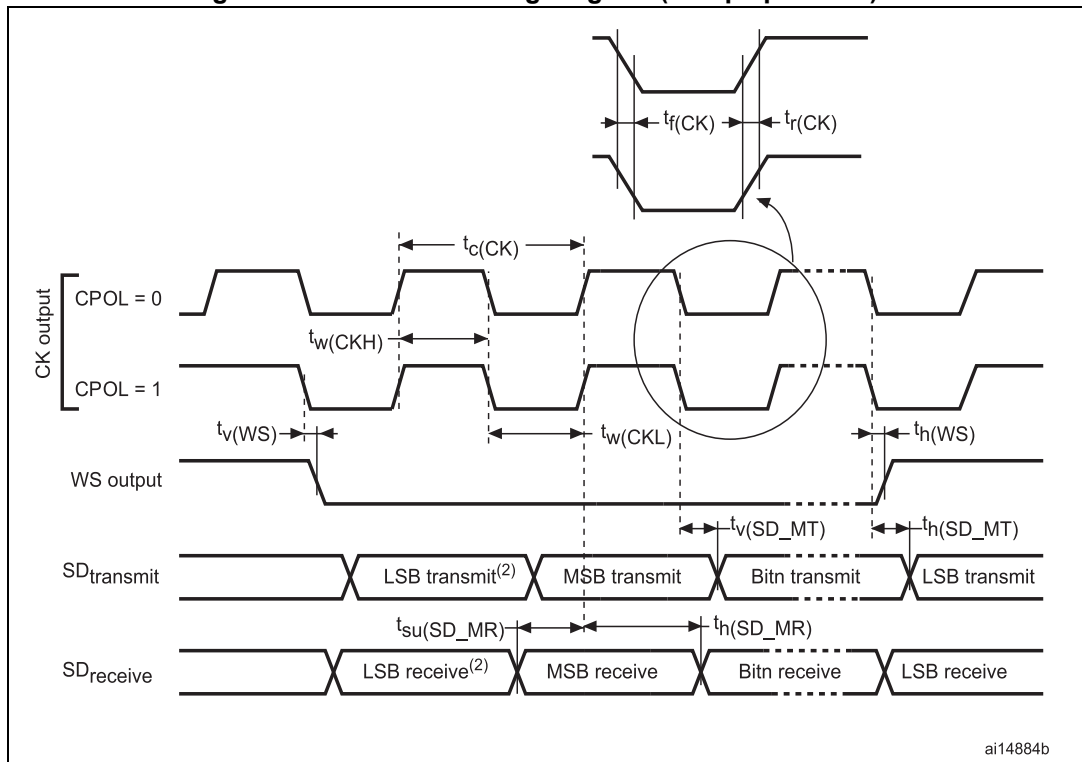 tf(CK)
tr(CK)
tc(CK)
CK output
CPOL = 0
tw(CKH)
CPOL = 1
tv(WS)
tw(CKL)
th(WS)
WS output
tv(SD_MT)
th(SD_MT)
SDtransmit
LSB transmit(2)
MSB transmit
Bitn transmit
LSB transmit
tsu(SD_MR)
th(SD_MR)
SDreceive
LSB receive(2)
MSB receive
Bitn receive
LSB receive
ai14884b